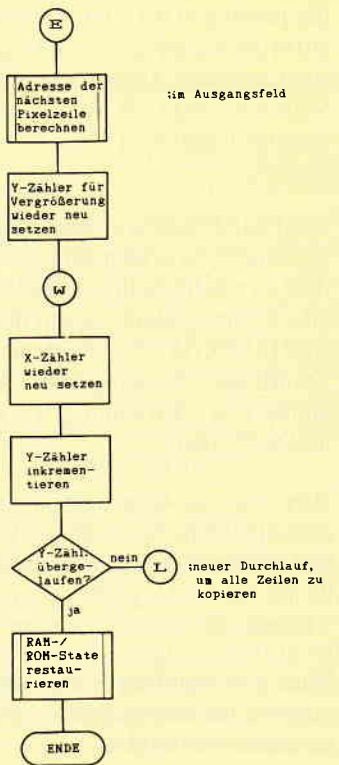 E
Adresse der
nächsten
Pixelzeile
berechnen
;im Ausgangsfeld
Y-Zähler für
Vergrößerung
wieder neu
setzen
W
X-Zähler
wieder
neu setzen
Y-Zähler
inkremen-
tieren
Y-Zähl.
überge-
laufen?
nein
L
;neuer Durchlauf,
um alle Zeilen zu
kopieren
ja
RAM-/
ROM-State
restau-
rieren
ENDE